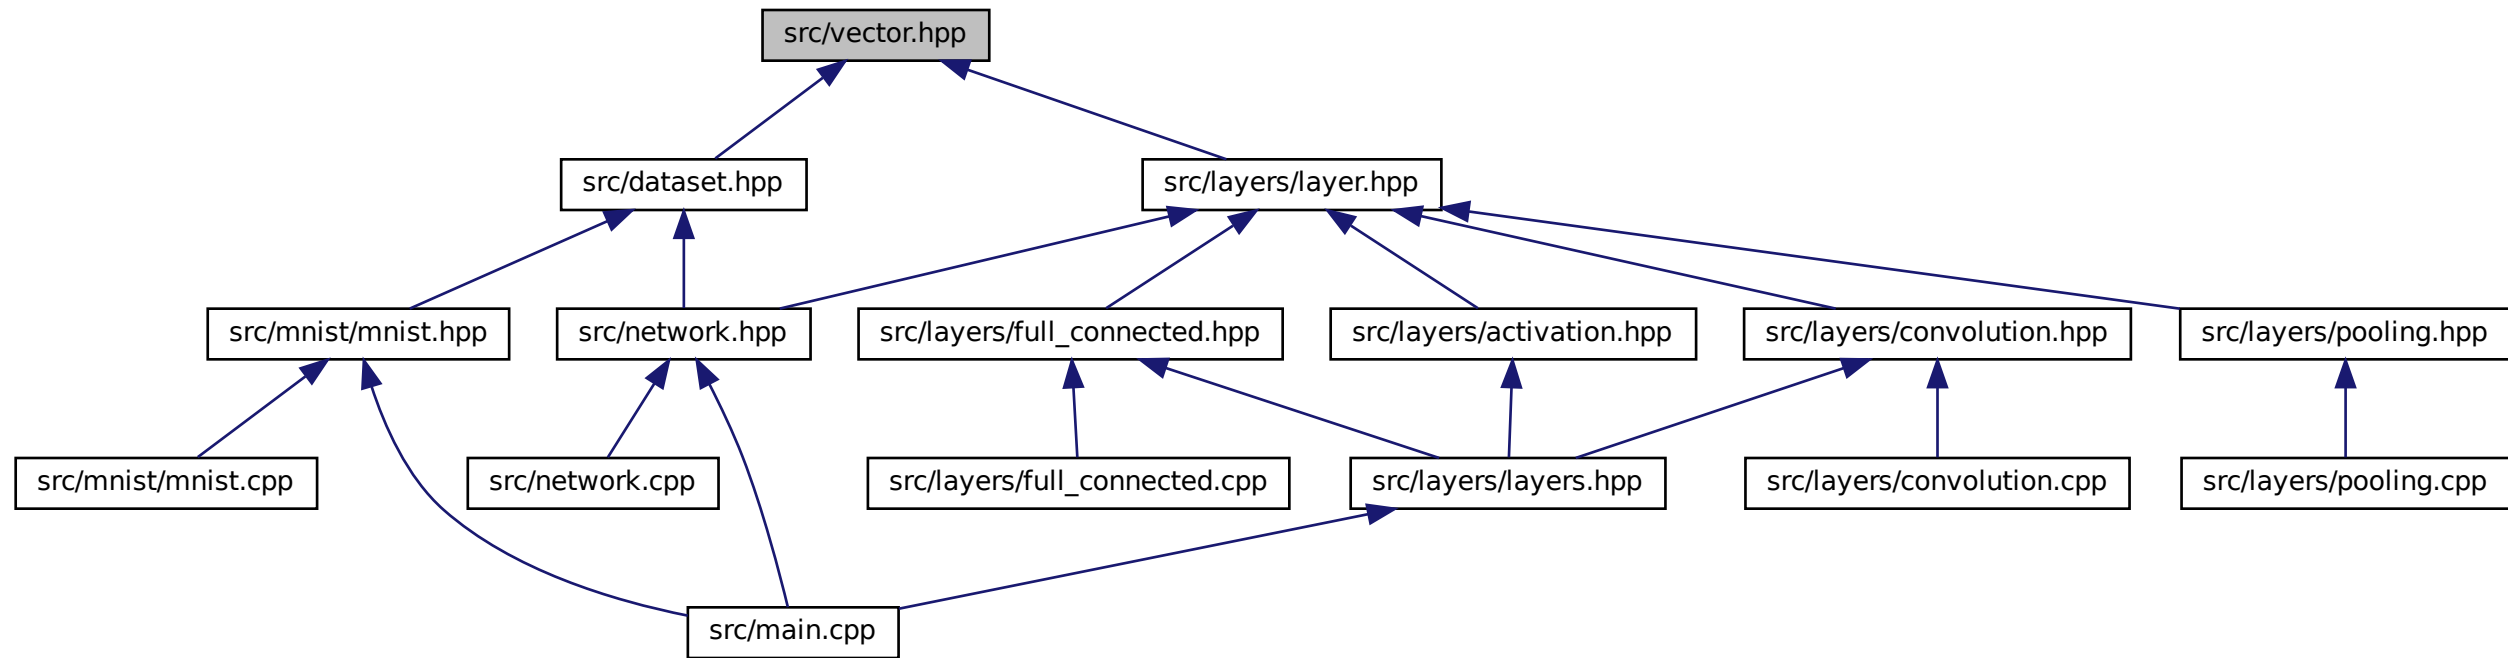 src/vector.hpp
src/dataset.hpp
src/layers/layer.hpp
src/mnist/mnist.hpp
src/network.hpp
src/layers/full_connected.hpp
src/layers/activation.hpp
src/layers/convolution.hpp
src/layers/pooling.hpp
src/mnist/mnist.cpp
src/network.cpp
src/layers/full_connected.cpp
src/layers/layers.hpp
src/layers/convolution.cpp
src/layers/pooling.cpp
src/main.cpp